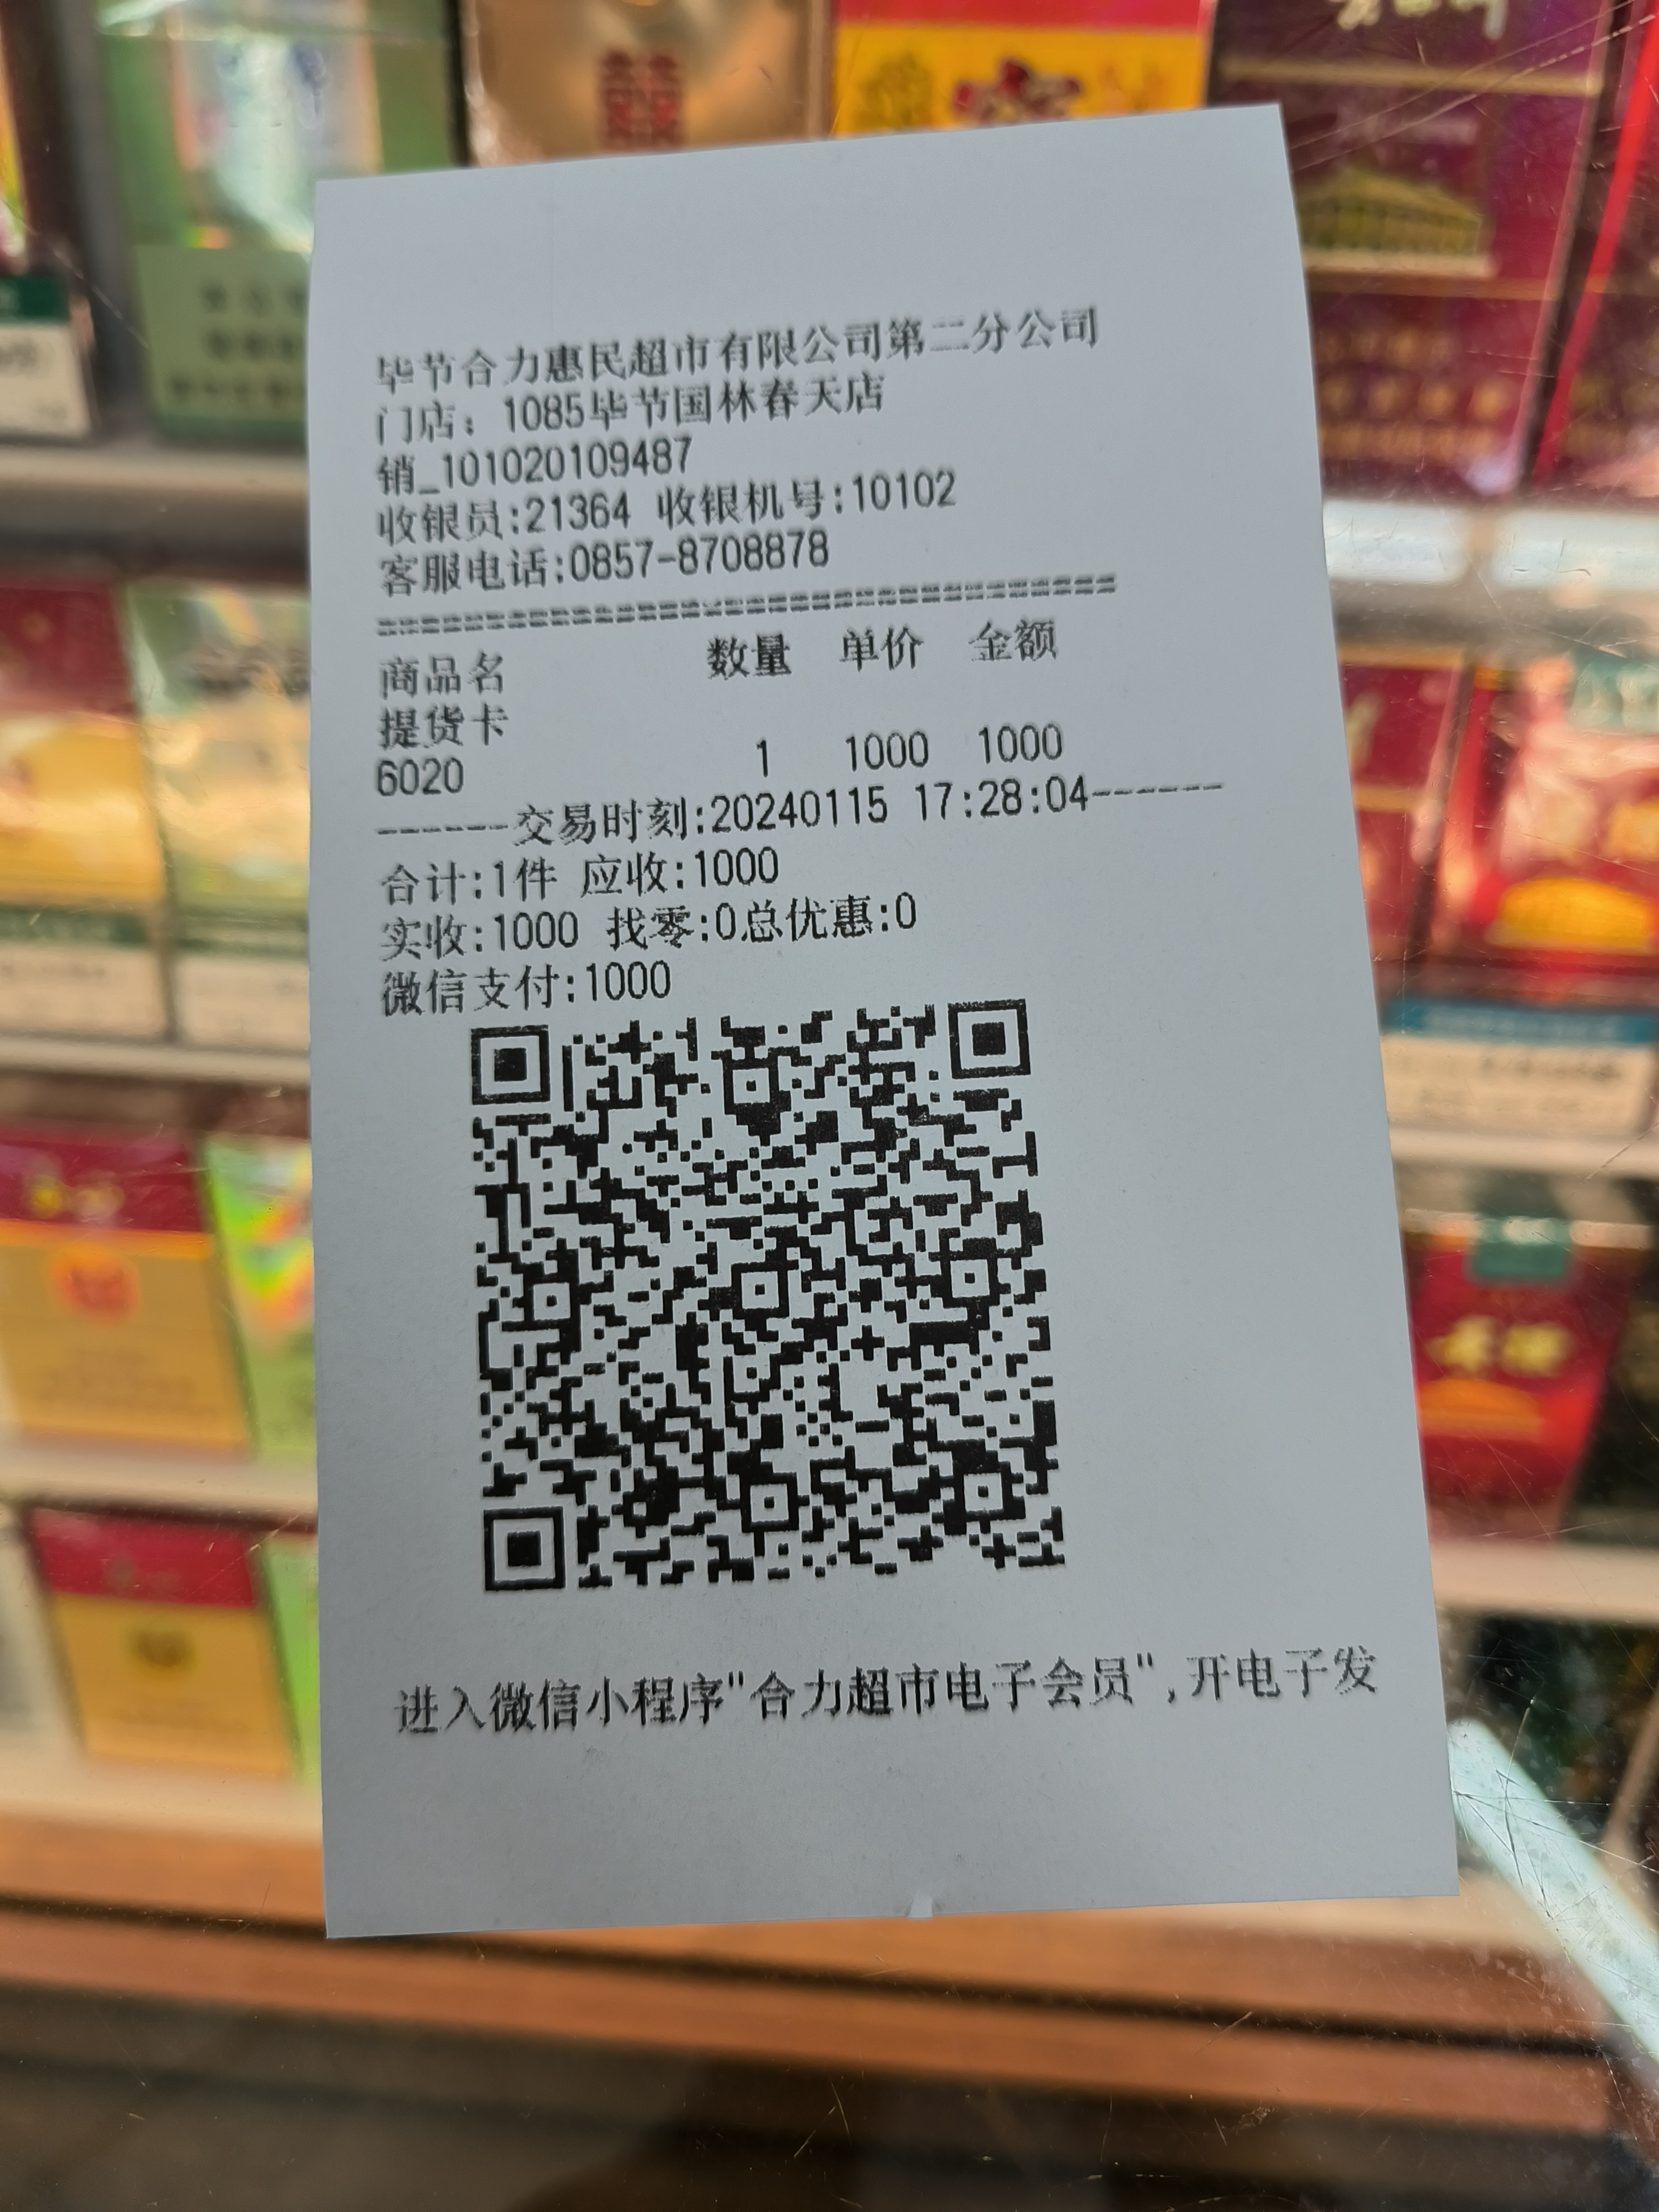 毕节合力惠民超市有限公司第二分公司
门店：1085毕节国林春天店
销_101020109487
收银员:21364 收银机号:10102
客服电话:0857-8708878
==================================
商品名 数量 单价 金额
提货卡
6020 1 1000 1000
------交易时刻:20240115 17:28:04------
合计:1件 应收:1000
实收:1000 找零:0总优惠:0
微信支付:1000
进入微信小程序"合力超市电子会员",开电子发